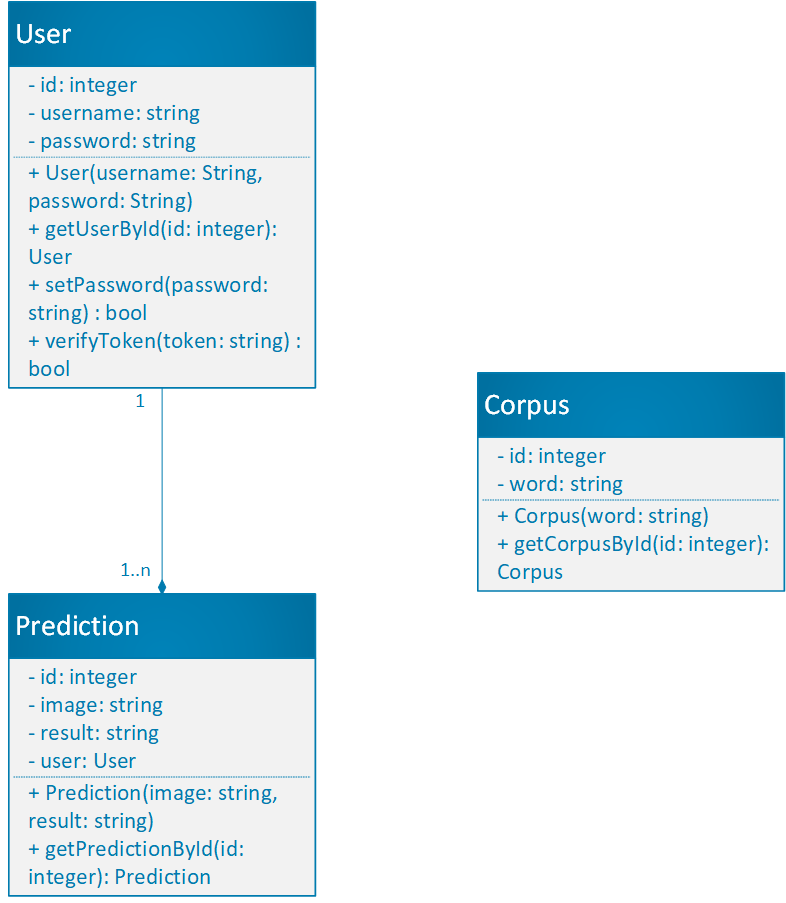 User
- id: integer
- username: string
- password: string
+ User(username: String,
password: String)
+ getUserById(id: integer):
User
+ setPassword(password:
string) : bool
+ verifyToken(token: string) :
bool
1
1..n
Prediction
- id: integer
- image: string
- result: string
- user: User
+ Prediction(image: string,
result: string)
+ getPredictionById(id:
integer): Prediction
Corpus
- id: integer
- word: string
+ Corpus(word: string)
+ getCorpusById(id: integer):
Corpus